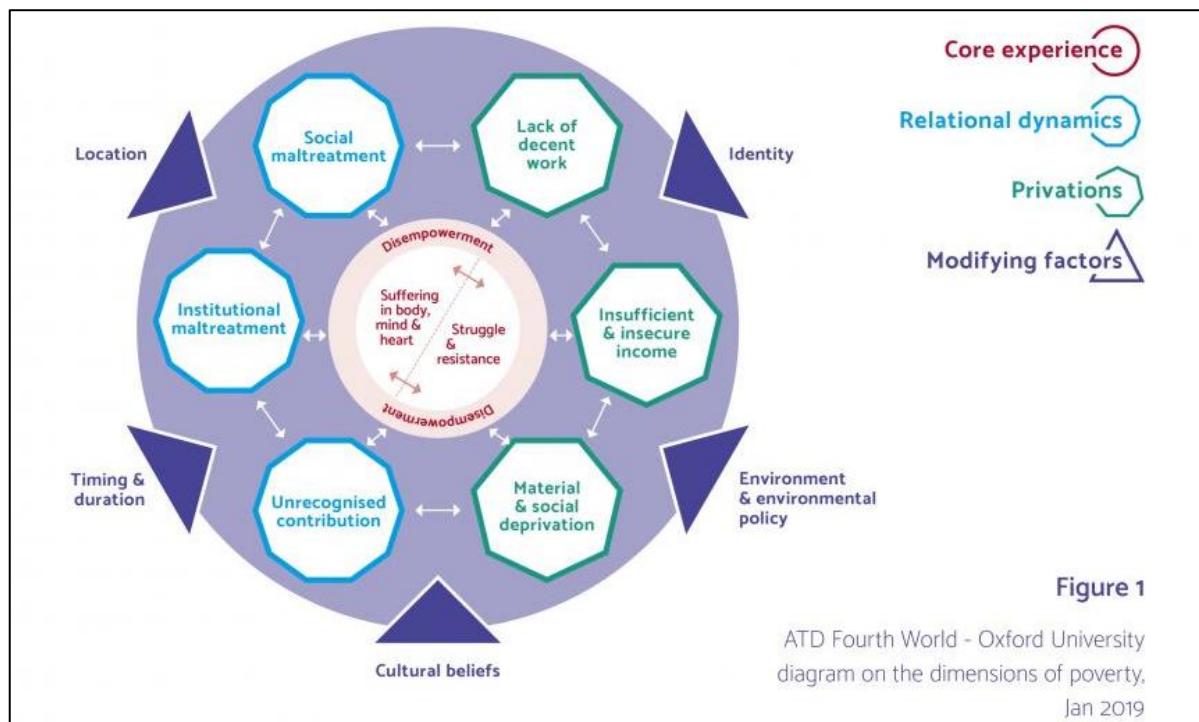 Core experience
Relational dynamics
Privations
Modifying factors
Location
Identity
Social
maltreatment
Lack of
decent
work
Institutional
maltreatment
Disempowerment
Suffering
in body,
mind &
heart
Struggle
&
resistance
Disempowerment
Insufficient
& insecure
income
Timing &
duration
Unrecognised
contribution
Material
& social
deprivation
Environment
& environmental
policy
Cultural beliefs
Figure 1
ATD Fourth World - Oxford University
diagram on the dimensions of poverty,
Jan 2019